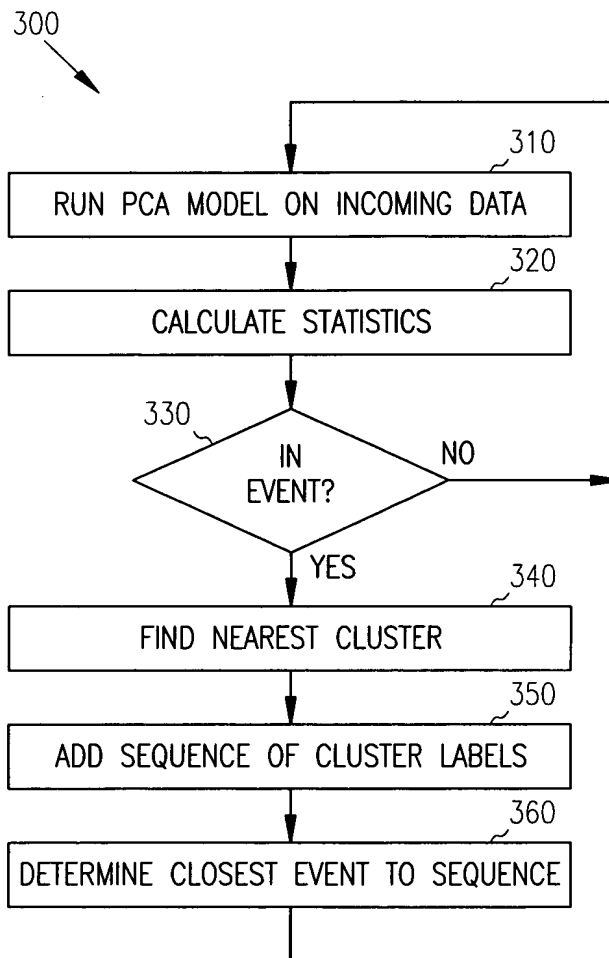 300
310
RUN PCA MODEL ON INCOMING DATA
320
CALCULATE STATISTICS
330
IN
EVENT?
NO
YES
340
FIND NEAREST CLUSTER
350
ADD SEQUENCE OF CLUSTER LABELS
360
DETERMINE CLOSEST EVENT TO SEQUENCE